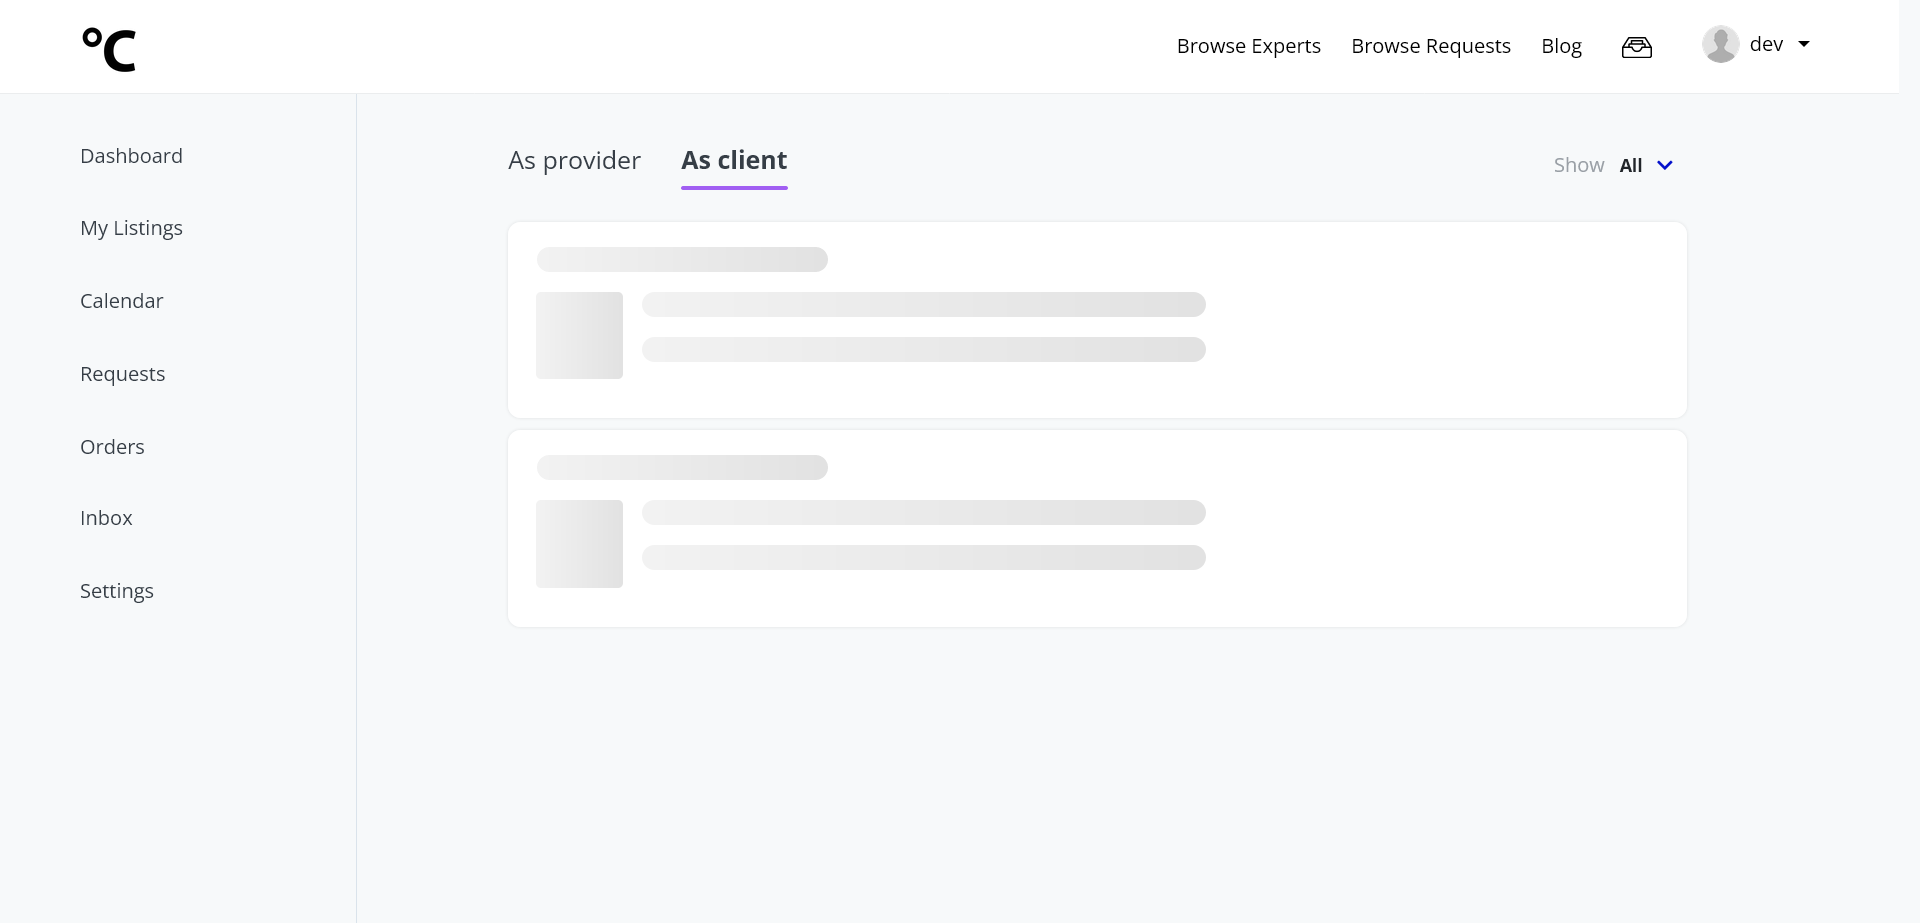 °C
Browse Experts
Browse Requests
Blog
dev
Dashboard
My Listings
Calendar
Requests
Orders
Inbox
Settings
As provider
As client
Show All